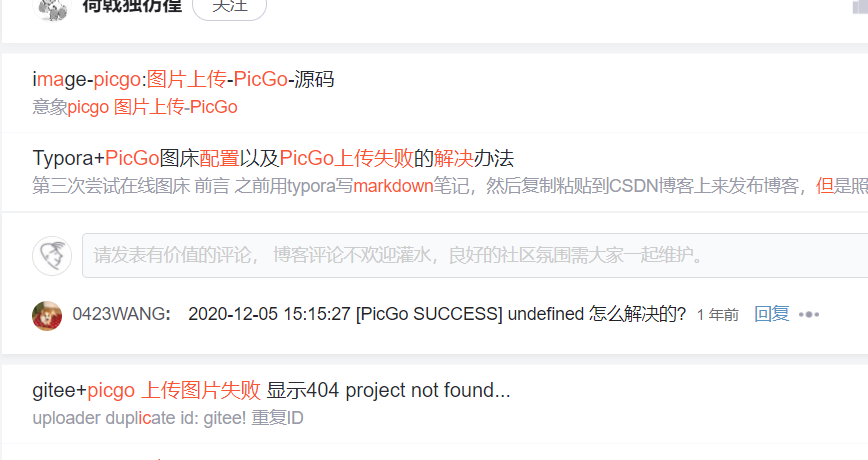 荷戟独彷徨 关注
image-picgo:图片上传-PicGo-源码
意象picgo 图片上传-PicGo
Typora+PicGo图床配置以及PicGo上传失败的解决办法
第三次尝试在线图床 前言 之前用typora写markdown笔记，然后复制粘贴到CSDN博客上来发布博客，但是照
请发表有价值的评论， 博客评论不欢迎灌水，良好的社区氛围需大家一起维护。
0423WANG: 2020-12-05 15:15:27 [PicGo SUCCESS] undefined 怎么解决的? 1 年前 回复
gitee+picgo 上传图片失败 显示404 project not found...
uploader duplicate id: gitee! 重复ID